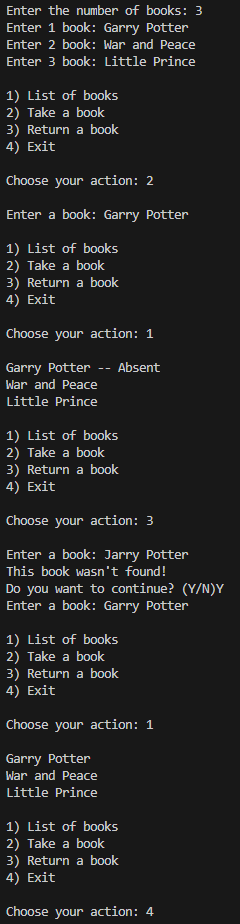 Enter the number of books: 3
Enter 1 book: Garry Potter
Enter 2 book: War and Peace
Enter 3 book: Little Prince
1) List of books
2) Take a book
3) Return a book
4) Exit
Choose your action: 2
Enter a book: Garry Potter
1) List of books
2) Take a book
3) Return a book
4) Exit
Choose your action: 1
Garry Potter -- Absent
War and Peace
Little Prince
1) List of books
2) Take a book
3) Return a book
4) Exit
Choose your action: 3
Enter a book: Jarry Potter
This book wasn't found!
Do you want to continue? (Y/N)Y
Enter a book: Garry Potter
1) List of books
2) Take a book
3) Return a book
4) Exit
Choose your action: 1
Garry Potter
War and Peace
Little Prince
1) List of books
2) Take a book
3) Return a book
4) Exit
Choose your action: 4